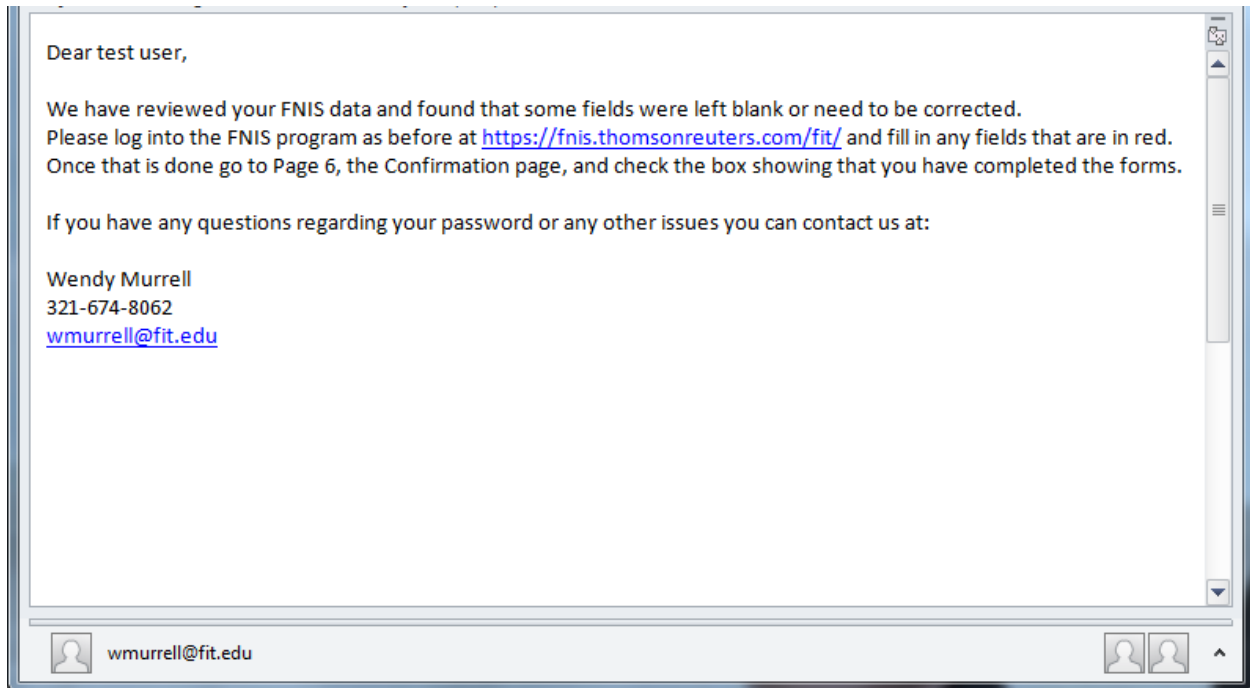 Dear test user,
We have reviewed your FNIS data and found that some fields were left blank or need to be corrected.
Please log into the FNIS program as before at https://fnis.thomsonreuters.com/fit/ and fill in any fields that are in red.
Once that is done go to Page 6, the Confirmation page, and check the box showing that you have completed the forms.
If you have any questions regarding your password or any other issues you can contact us at:
Wendy Murrell
321-674-8062
wmurrell@fit.edu
wmurrell@fit.edu